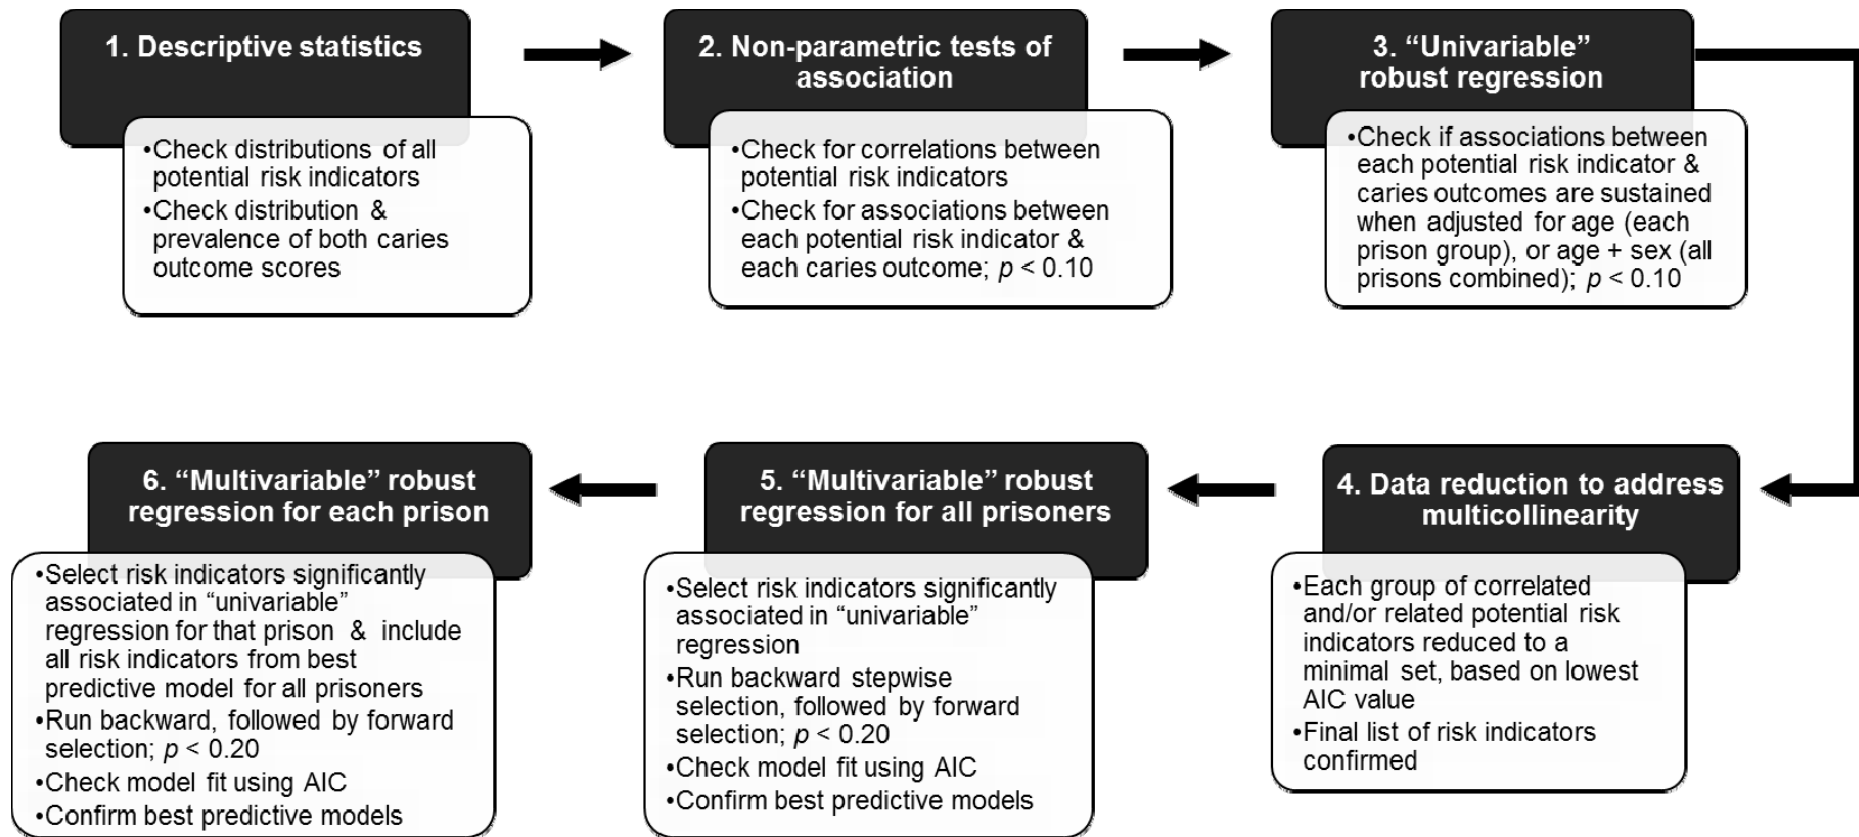 1. Descriptive statistics
•Check distributions of all
potential risk indicators
•Check distribution &
prevalence of both caries
outcome scores
2. Non-parametric tests of
association
•Check for correlations between
potential risk indicators
•Check for associations between
each potential risk indicator &
each caries outcome; p < 0.10
3. “Univariable”
robust regression
•Check if associations between
each potential risk indicator &
caries outcomes are sustained
when adjusted for age (each
prison group), or age + sex (all
prisons combined); p < 0.10
4. Data reduction to address
multicollinearity
•Each group of correlated
and/or related potential risk
indicators reduced to a
minimal set, based on lowest
AIC value
•Final list of risk indicators
confirmed
5. “Multivariable” robust
regression for all prisoners
•Select risk indicators significantly
associated in “univariable”
regression
•Run backward stepwise
selection, followed by forward
selection; p < 0.20
•Check model fit using AIC
•Confirm best predictive models
6. “Multivariable” robust
regression for each prison
•Select risk indicators significantly
associated in “univariable”
regression for that prison & include
all risk indicators from best
predictive model for all prisoners
•Run backward, followed by forward
selection; p < 0.20
•Check model fit using AIC
•Confirm best predictive models